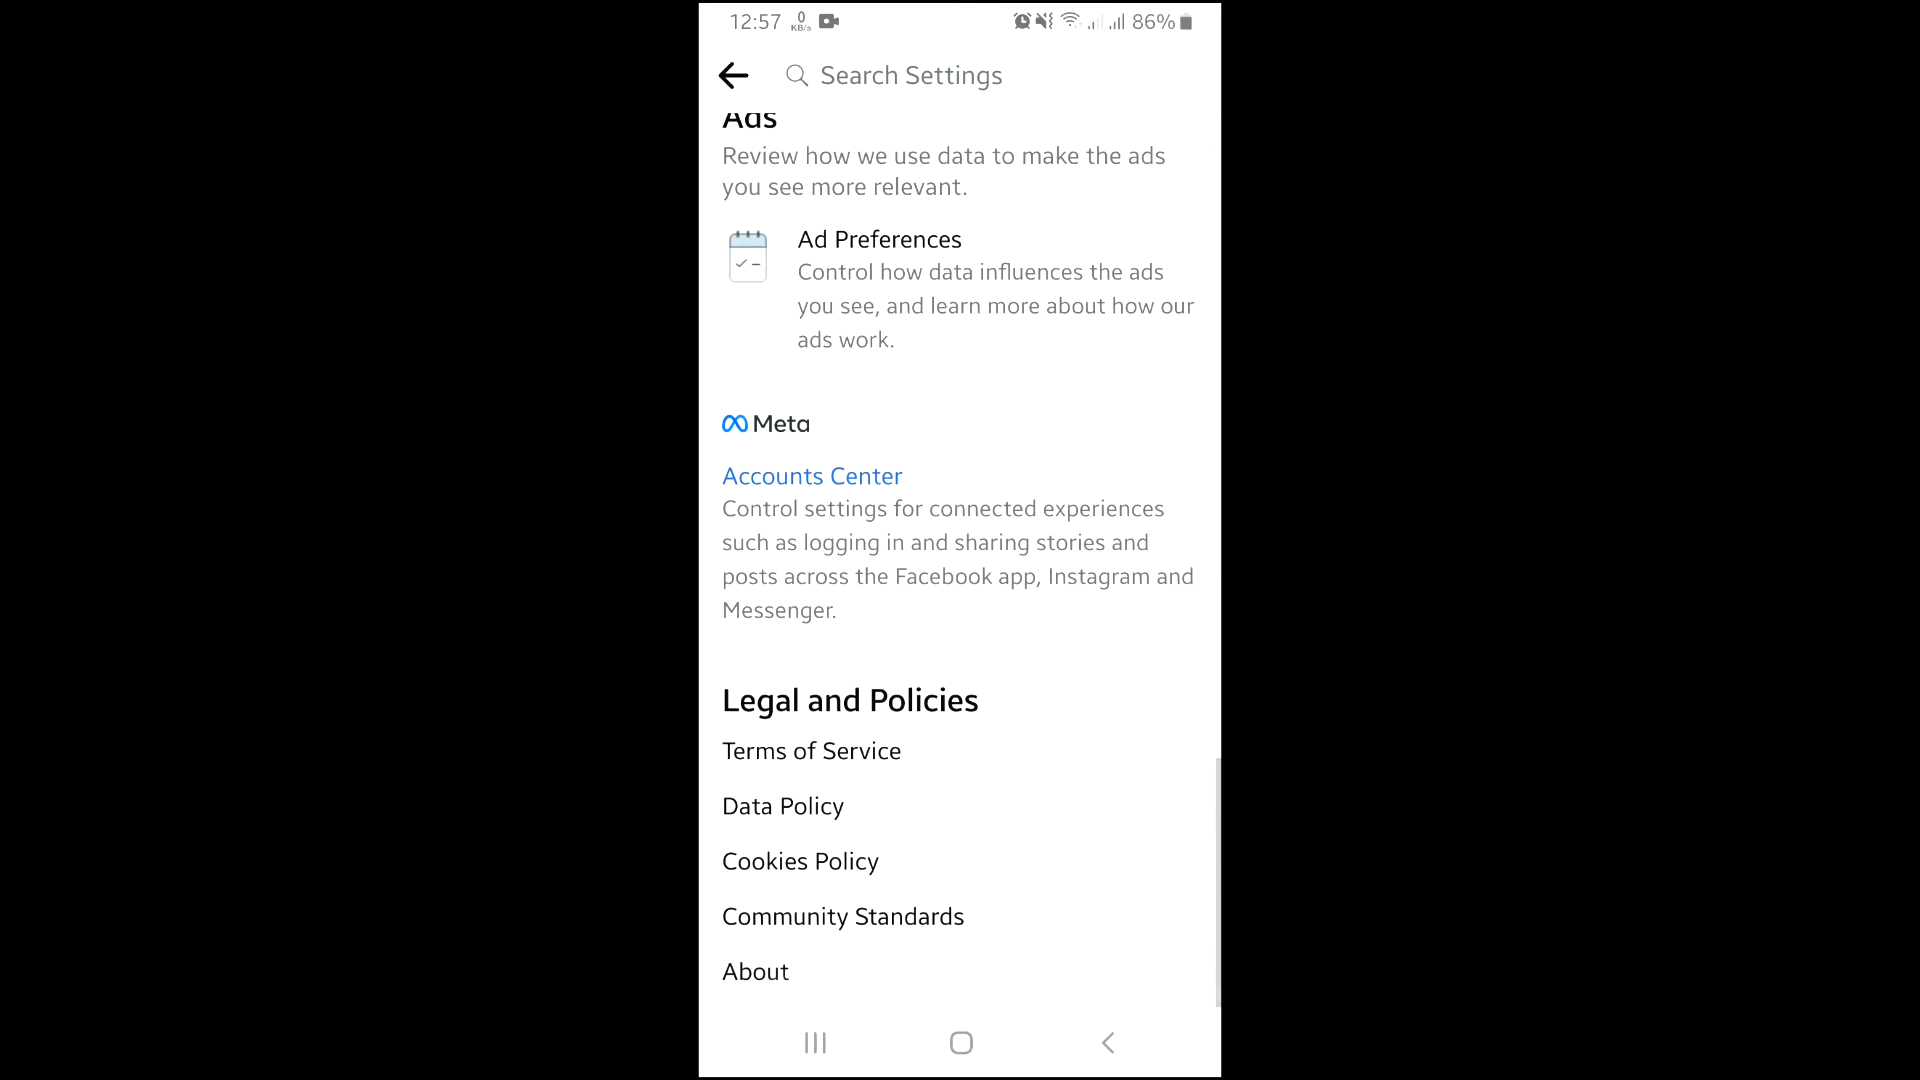 12:57 0 KB/s 86%
Search Settings
Ads
Review how we use data to make the ads
you see more relevant.
Ad Preferences
Control how data influences the ads
you see, and learn more about how our
ads work.
Meta
Accounts Center
Control settings for connected experiences
such as logging in and sharing stories and
posts across the Facebook app, Instagram and
Messenger.
Legal and Policies
Terms of Service
Data Policy
Cookies Policy
Community Standards
About